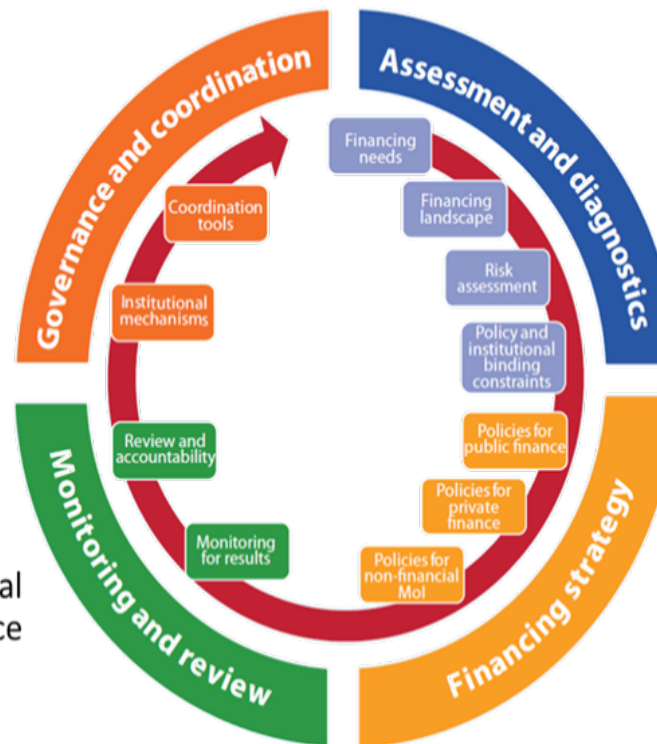 Governance and coordination
Assessment and diagnostics
Financing
needs
Financing
landscape
Risk
assessment
Policy and
institutional
binding
constraints
Policies for
public finance
Policies for
private
finance
Policies for
non-financial
MoI
Financing strategy
Monitoring
for results
Review and
accountability
Monitoring and review
Institutional
mechanisms
Coordination
tools
al
ce